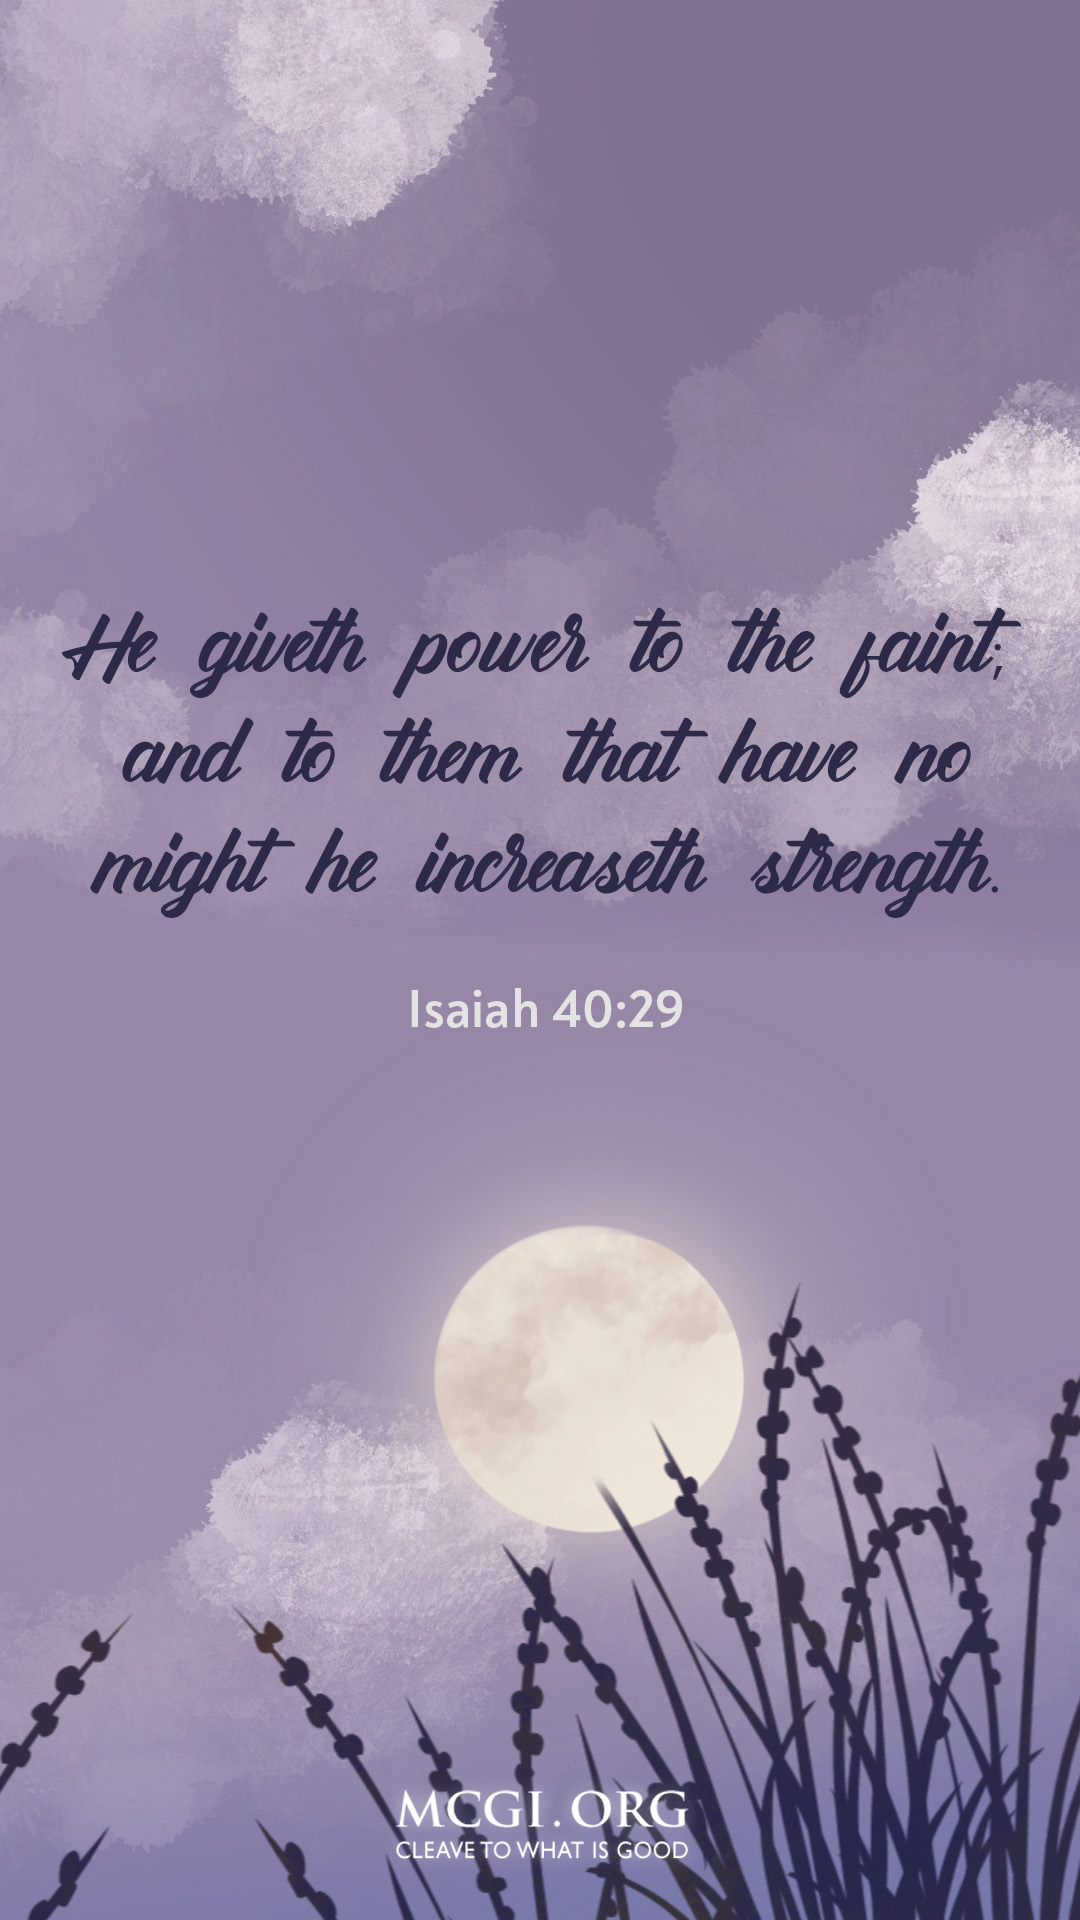 He giveth power to the faint;
and to them that have no
might he increaseth strength.
Isaiah 40:29
MCGI.ORG
CLEAVE TO WHAT IS GOOD